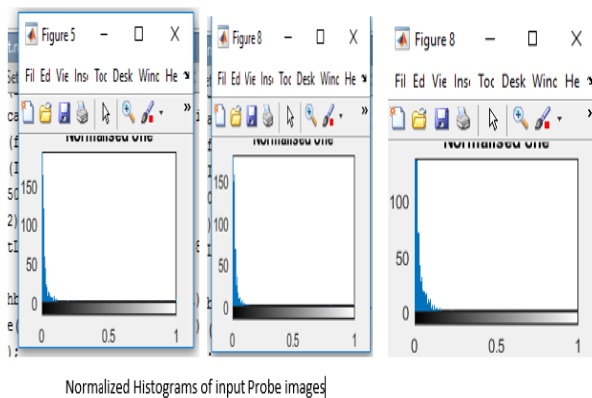 Figure 5
Fil Ed Vie Ins Toc Desk Winc He
Normalised One
150
100
50
0
0 0.5 1
Figure 8
Fil Ed Vie Ins Toc Desk Winc He
Normalised One
150
100
50
0
0 0.5 1
Figure 8
Fil Ed Vie Ins Toc Desk Winc He
Normalised One
100
50
0
0 0.5 1
Normalized Histograms of input Probe images